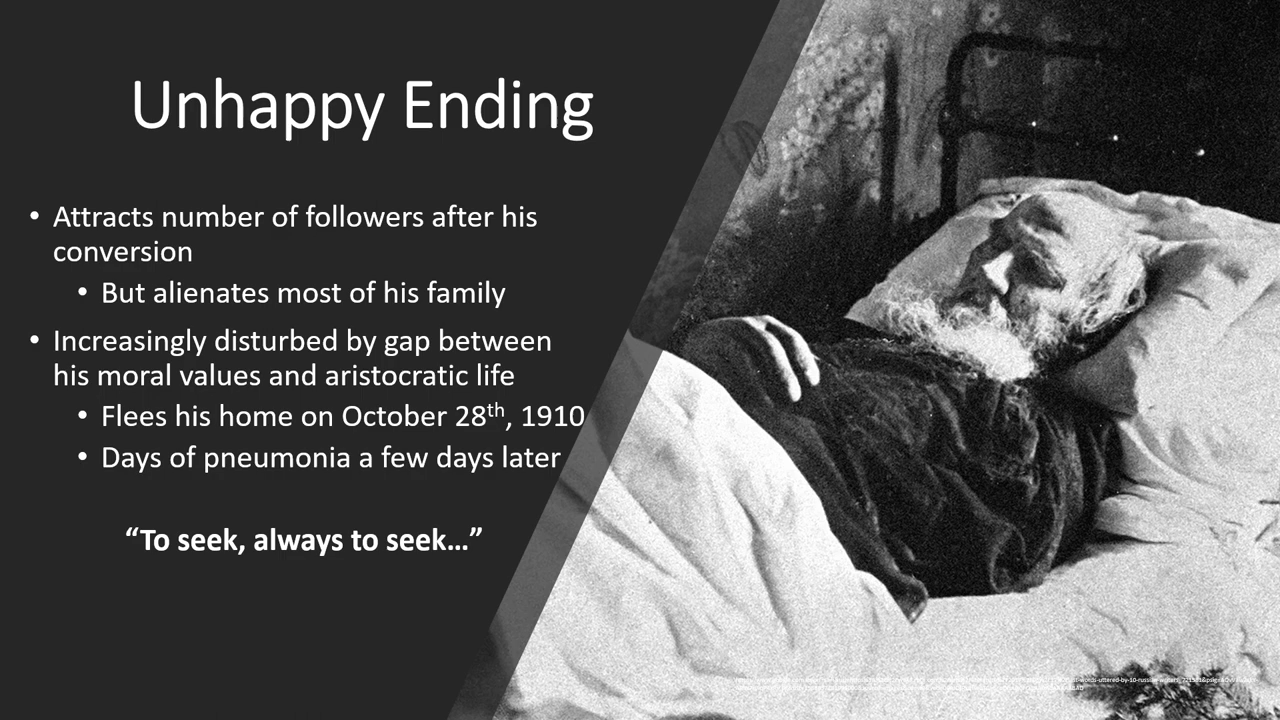 Unhappy Ending
• Attracts number of followers after his
conversion
• But alienates most of his family
• Increasingly disturbed by gap between
his moral values and aristocratic life
• Flees his home on October 28th, 1910
• Days of pneumonia a few days later
“To seek, always to seek…”